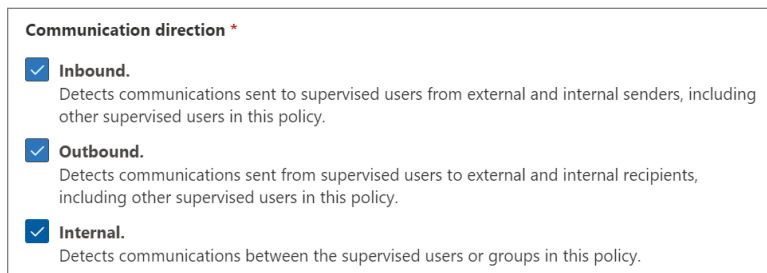 Communication direction *
Inbound.
Detects communications sent to supervised users from external and internal senders, including
other supervised users in this policy.
Outbound.
Detects communications sent from supervised users to external and internal recipients,
including other supervised users in this policy.
Internal.
Detects communications between the supervised users or groups in this policy.